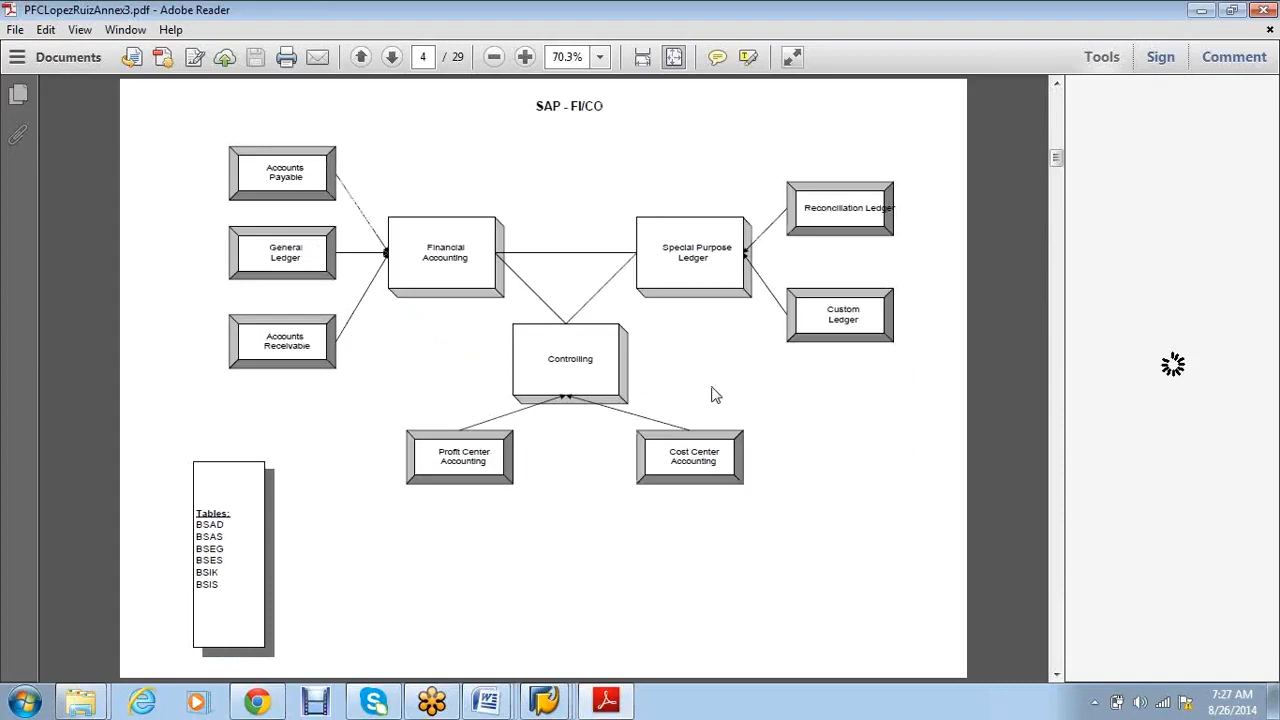 PFCLopezRuizAnnex3.pdf - Adobe Reader
File Edit View Window Help
Documents 4 / 29 70.3% Tools Sign Comment
SAP - FI/CO
Accounts
Payable
General
Ledger
Accounts
Receivable
Financial
Accounting
Special Purpose
Ledger
Reconciliation Ledger
Custom
Ledger
Controlling
Profit Center
Accounting
Cost Center
Accounting
Tables:
BSAD
BSAS
BSEG
BSES
BSIK
BSIS
7:27 AM
8/26/2014